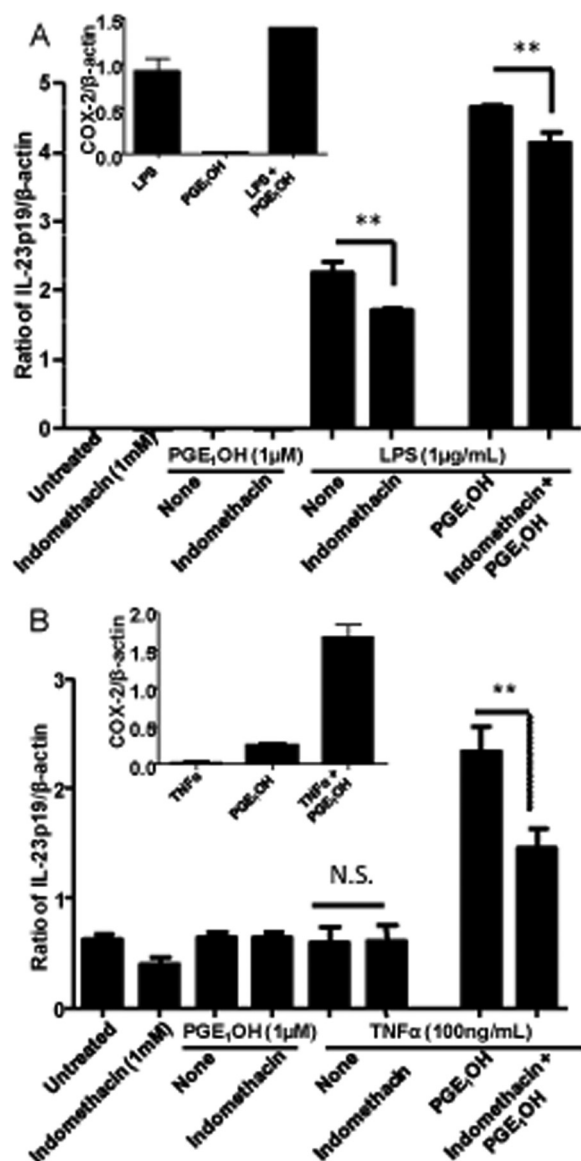 A
COX-2/β-actin
1.5
1.0
0.5
0.0
LPS
PGE₁OH
LPS +
PGE₁OH
**
**
Ratio of IL-23p19/β-actin
5
4
3
2
1
0
PGE₁OH (1µM)
LPS (1µg/mL)
Untreated
Indomethacin (1mM)
None
Indomethacin
None
Indomethacin
PGE₁OH
Indomethacin+
PGE₁OH
B
COX-2/β-actin
2.0
1.5
1.0
0.5
0.0
TNFα
PGE₁OH
TNFα +
PGE₁OH
**
N.S.
Ratio of IL-23p19/β-actin
3
2
1
0
PGE₁OH (1µM)
TNFα (100ng/mL)
Untreated
Indomethacin (1mM)
None
Indomethacin
None
Indomethacin
PGE₁OH
Indomethacin+
PGE₁OH